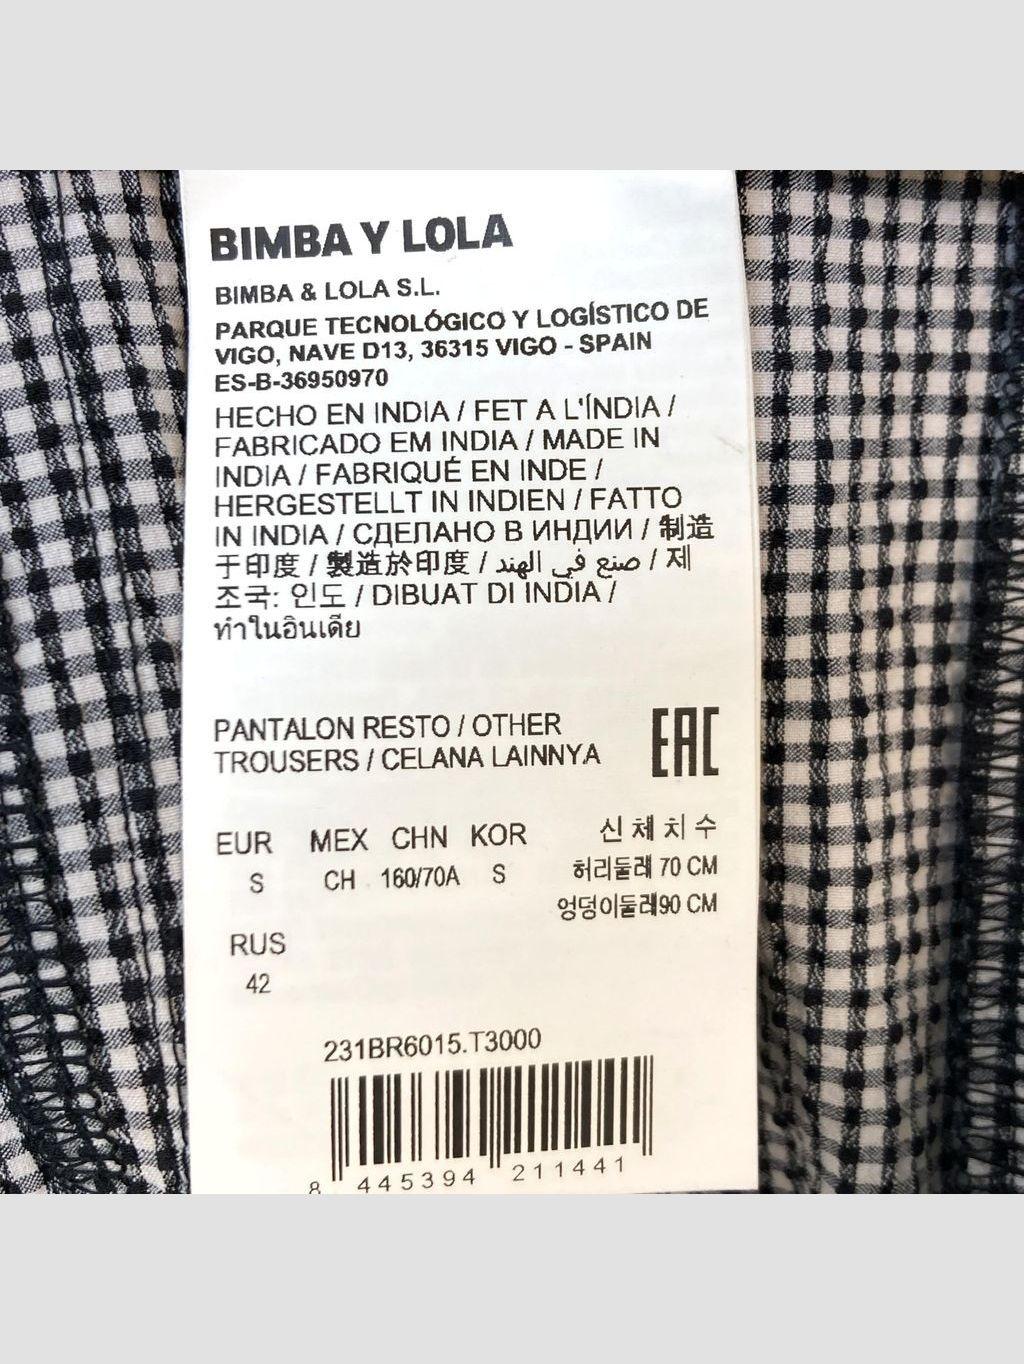 BIMBA Y LOLA
BIMBA & LOLA S.L.
PARQUE TECNOLÓGICO Y LOGÍSTICO DE
VIGO, NAVE D13, 36315 VIGO - SPAIN
ES-B-36950970
HECHO EN INDIA / FET A L'ÍNDIA /
FABRICADO EM INDIA / MADE IN
INDIA / FABRIQUÉ EN INDE /
HERGESTELLT IN INDIEN / FATTO
IN INDIA / СДЕЛАНО В ИНДИИ / 制造
于印度 / 製造於印度 / صنع في الهند / 제
조국: 인도 / DIBUAT DI INDIA /
ทำในอินเดีย
PANTALON RESTO / OTHER
TROUSERS / CELANA LAINNYA
EAC
EUR MEX CHN KOR 신체치수
S CH 160/70A S 허리둘레 70 CM
엉덩이둘레90 CM
RUS
42
231BR6015.T3000
8 445394 211441